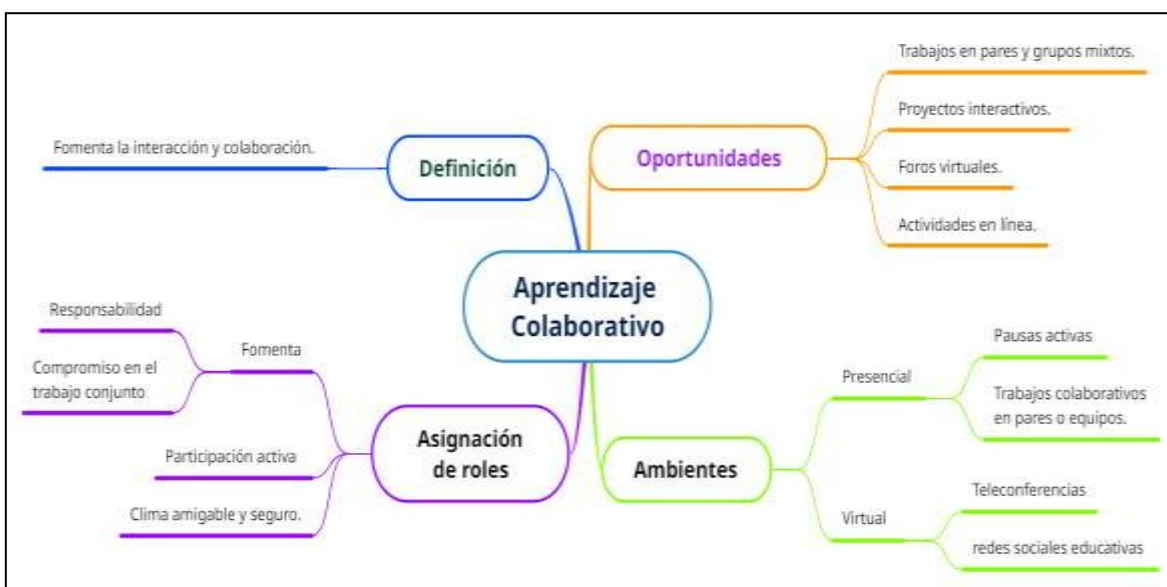 Aprendizaje
Colaborativo
Definición
Fomenta la interacción y colaboración.
Oportunidades
Trabajos en pares y grupos mixtos.
Proyectos interactivos.
Foros virtuales.
Actividades en línea.
Asignación
de roles
Fomenta
Responsabilidad
Compromiso en el
trabajo conjunto
Participación activa
Clima amigable y seguro.
Ambientes
Presencial
Pausas activas
Trabajos colaborativos
en pares o equipos.
Virtual
Teleconferencias
redes sociales educativas